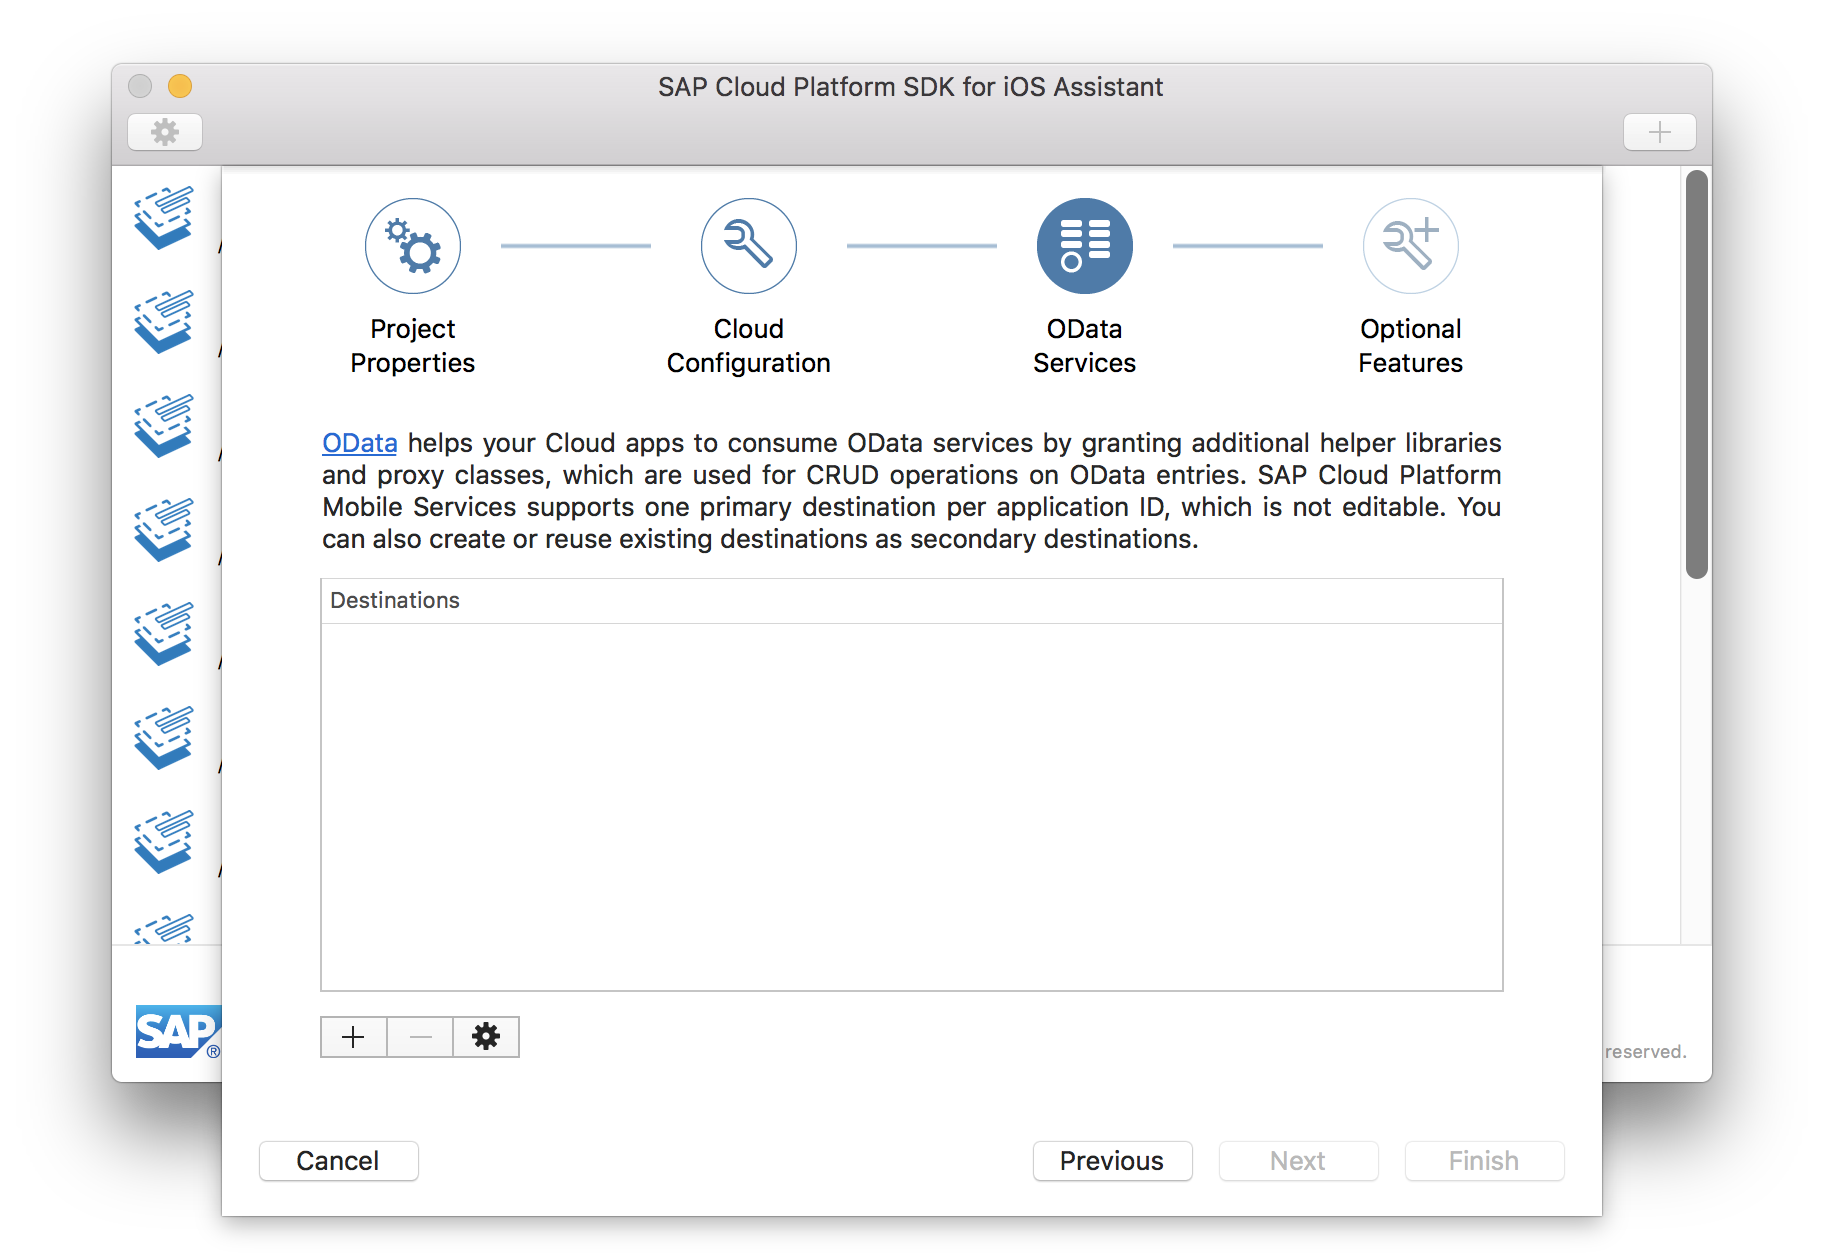 SAP Cloud Platform SDK for iOS Assistant
Project
Properties
Cloud
Configuration
OData
Services
Optional
Features
OData helps your Cloud apps to consume OData services by granting additional helper libraries
and proxy classes, which are used for CRUD operations on OData entries. SAP Cloud Platform
Mobile Services supports one primary destination per application ID, which is not editable. You
can also create or reuse existing destinations as secondary destinations.
Destinations
SAP®
reserved.
Cancel
Previous
Next
Finish